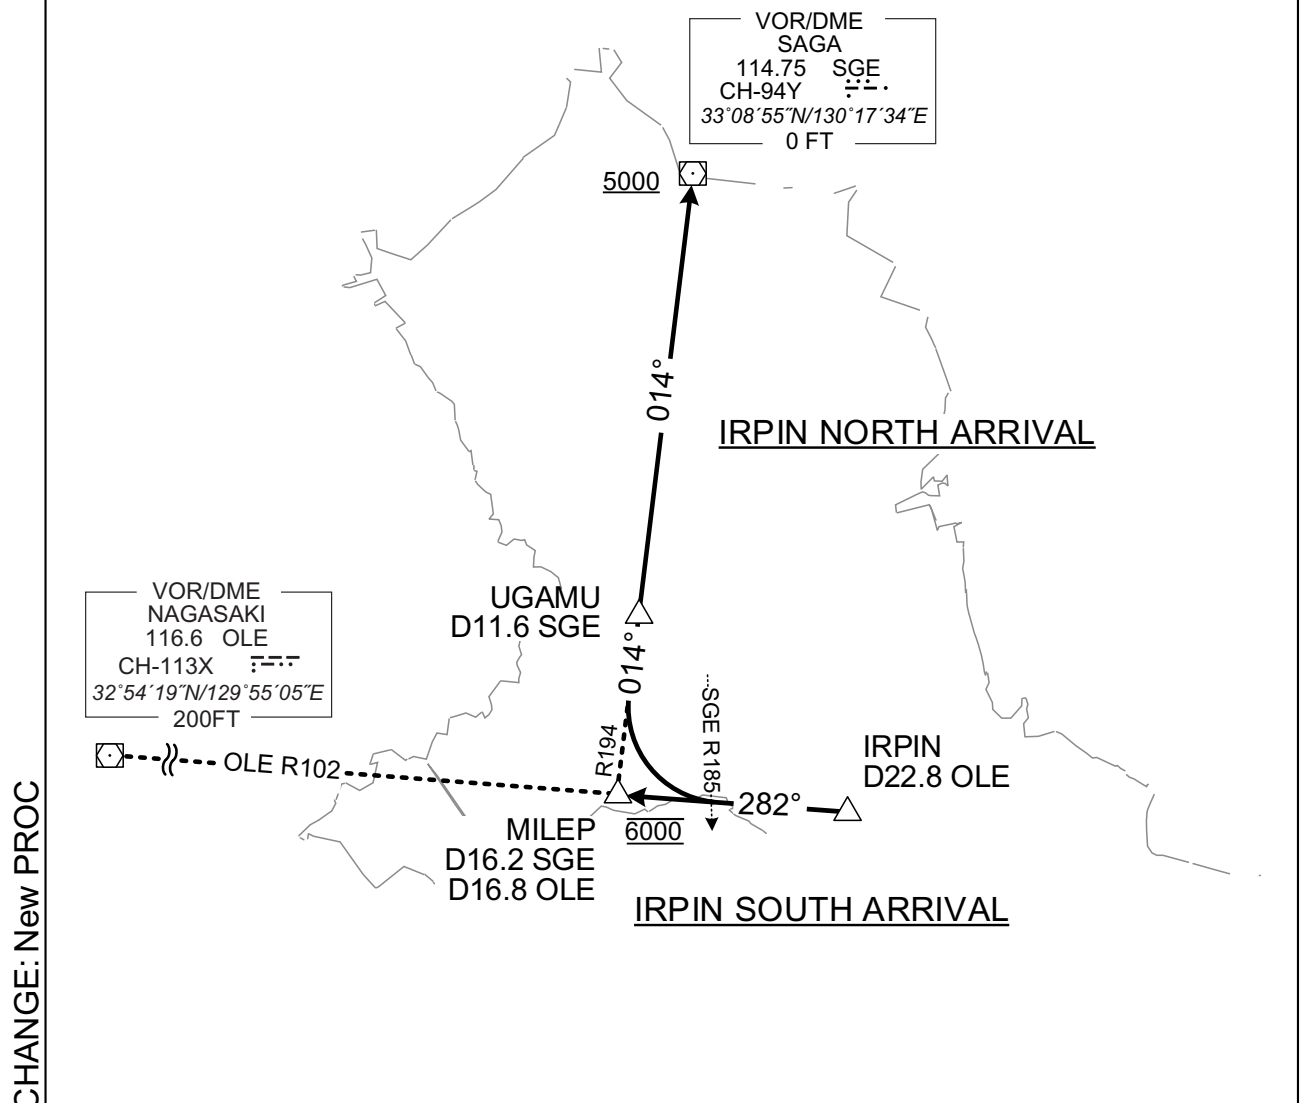 VOR/DME
SAGA
114.75 SGE
CH-94Y
33°08´55˝N/130°17´34˝E
0 FT
5000
014°
IRPIN NORTH ARRIVAL
UGAMU
D11.6 SGE
VOR/DME
NAGASAKI
116.6 OLE
CH-113X
32°54´19˝N/129°55´05˝E
200FT
014°
SGE R185
R194
OLE R102
IRPIN
D22.8 OLE
282°
6000
MILEP
D16.2 SGE
D16.8 OLE
IRPIN SOUTH ARRIVAL
CHANGE: New PROC